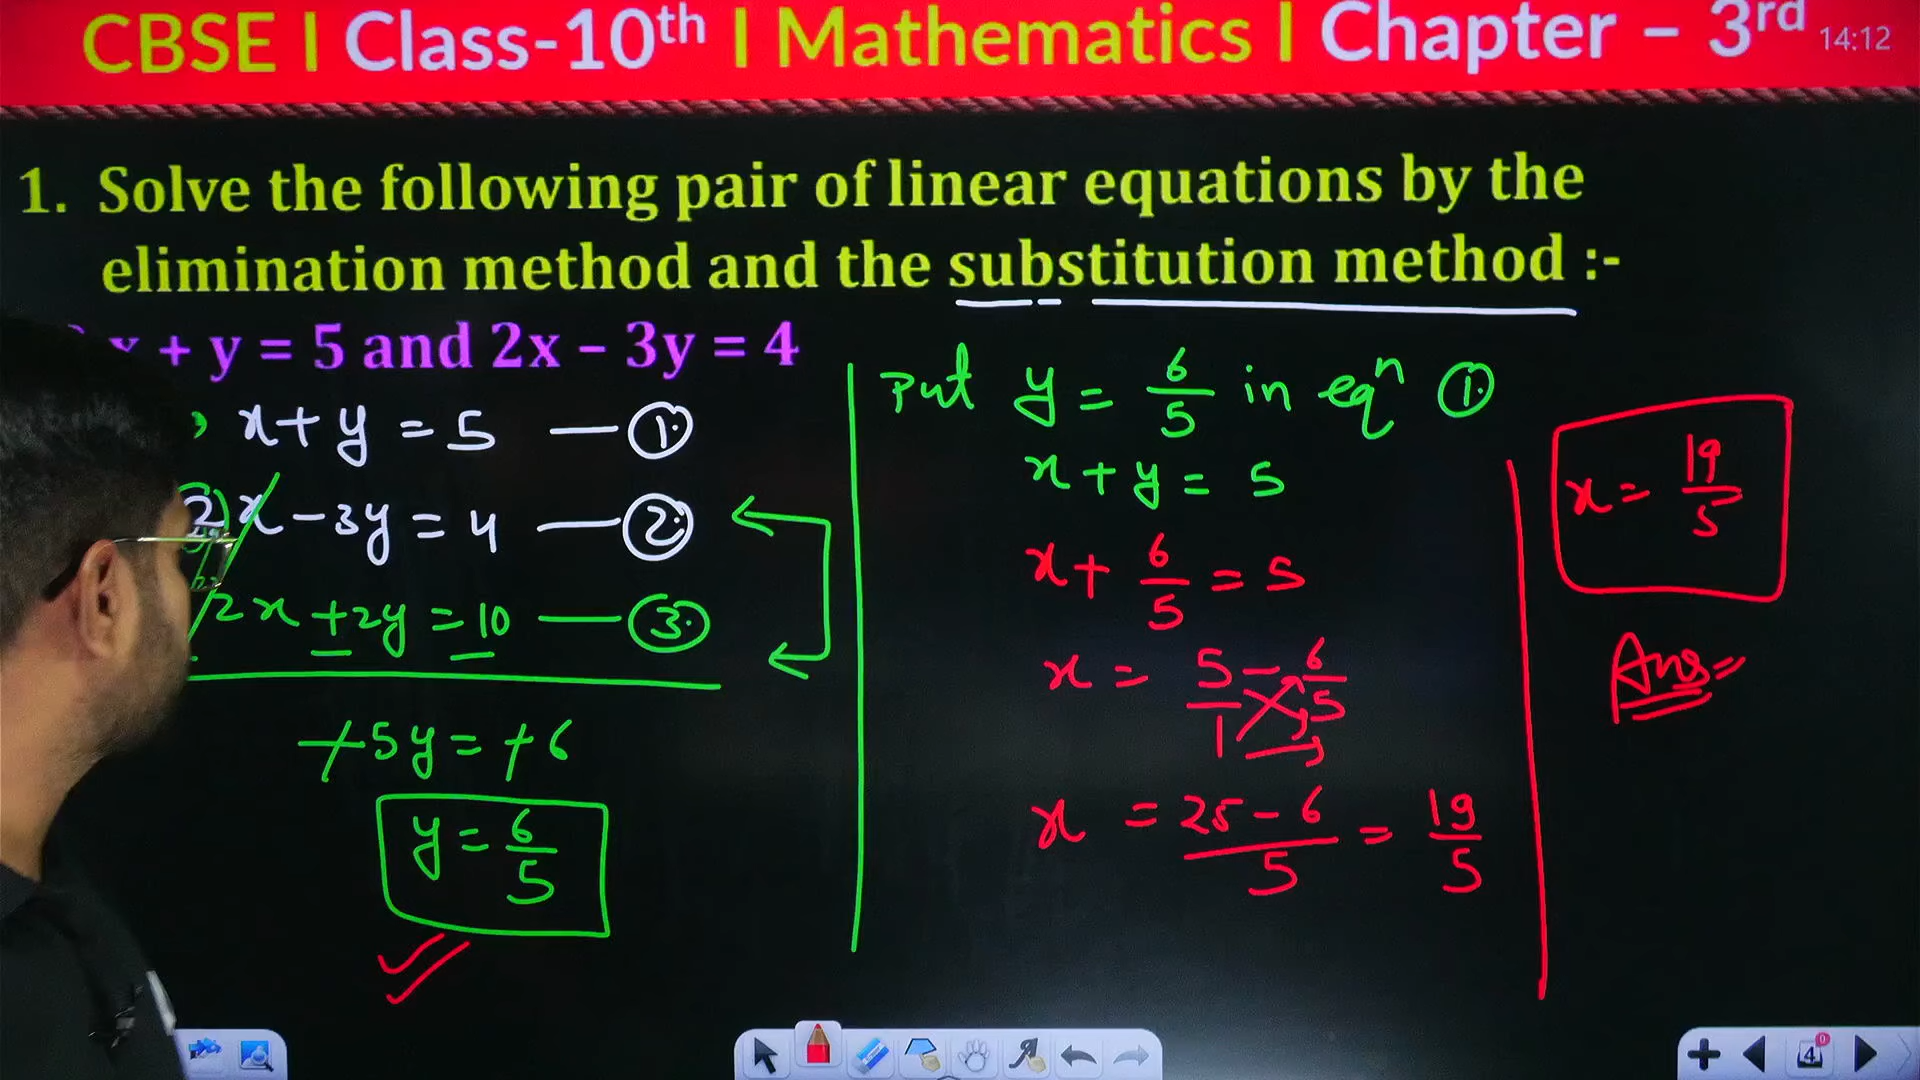 CBSE I Class-10th I Mathematics I Chapter – 3rd
14:12
1. Solve the following pair of linear equations by the
elimination method and the substitution method :-
x + y = 5 and 2x – 3y = 4
x + y = 5 — 1.
2x - 3y = 4 — 2.
2x + 2y = 10 — 3.
+5y = +6
y = 6/5
Put y = 6/5 in eqn 1.
x + y = 5
x + 6/5 = 5
x = 5/1 - 6/5
x = 25 - 6/5 = 19/5
x = 19/5
Ans
4
0